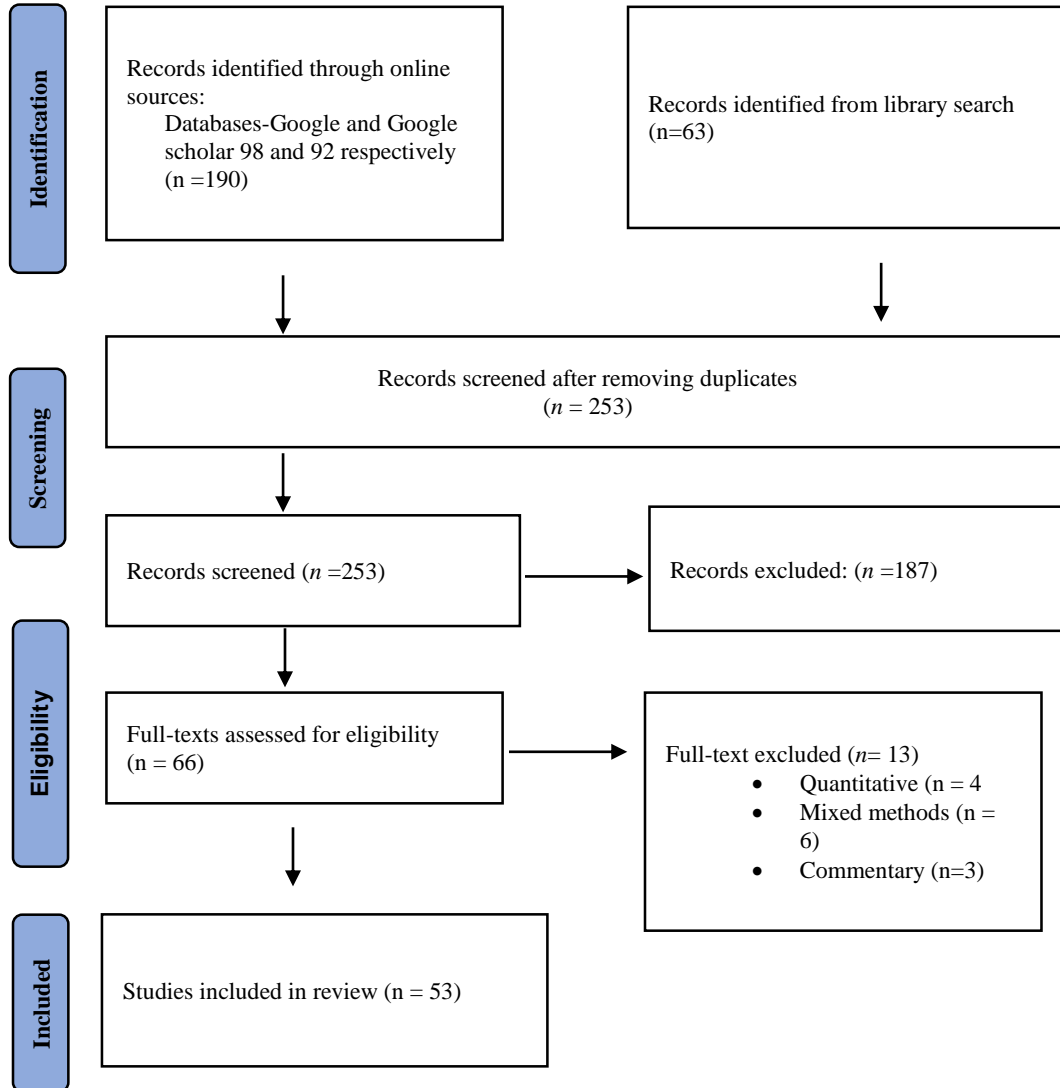 Identification
Records identified through online
sources:
Databases-Google and Google
scholar 98 and 92 respectively
(n =190)
Records identified from library search
(n=63)
Screening
Records screened after removing duplicates
(n = 253)
Records screened (n =253)
Records excluded: (n =187)
Eligibility
Full-texts assessed for eligibility
(n = 66)
Full-text excluded (n= 13)
• Quantitative (n = 4
• Mixed methods (n =
6)
• Commentary (n=3)
Included
Studies included in review (n = 53)